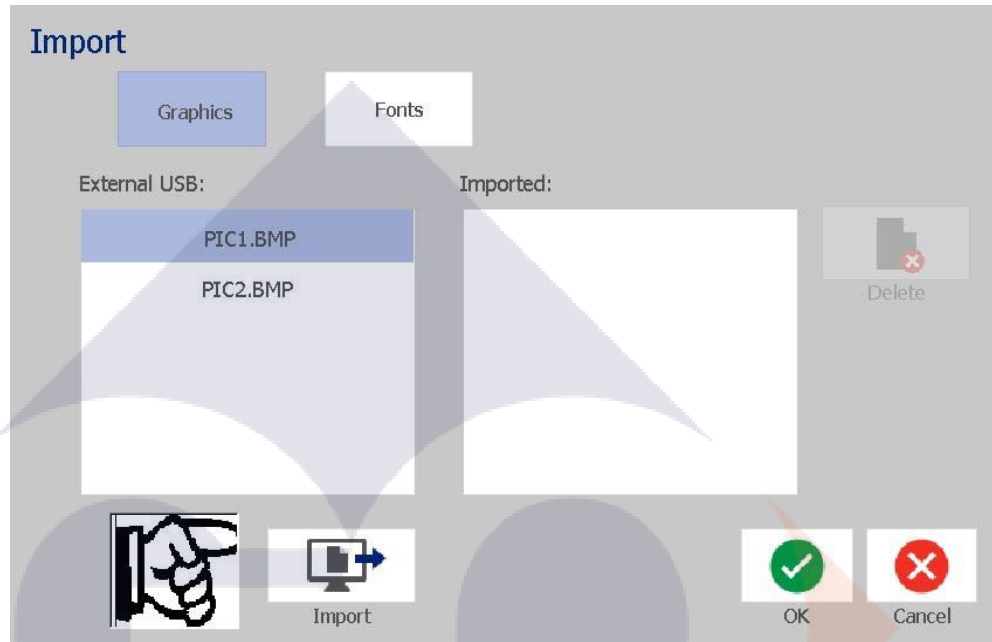 Import
Graphics
Fonts
External USB:
Imported:
PIC1.BMP
PIC2.BMP
Delete
Import
OK
Cancel